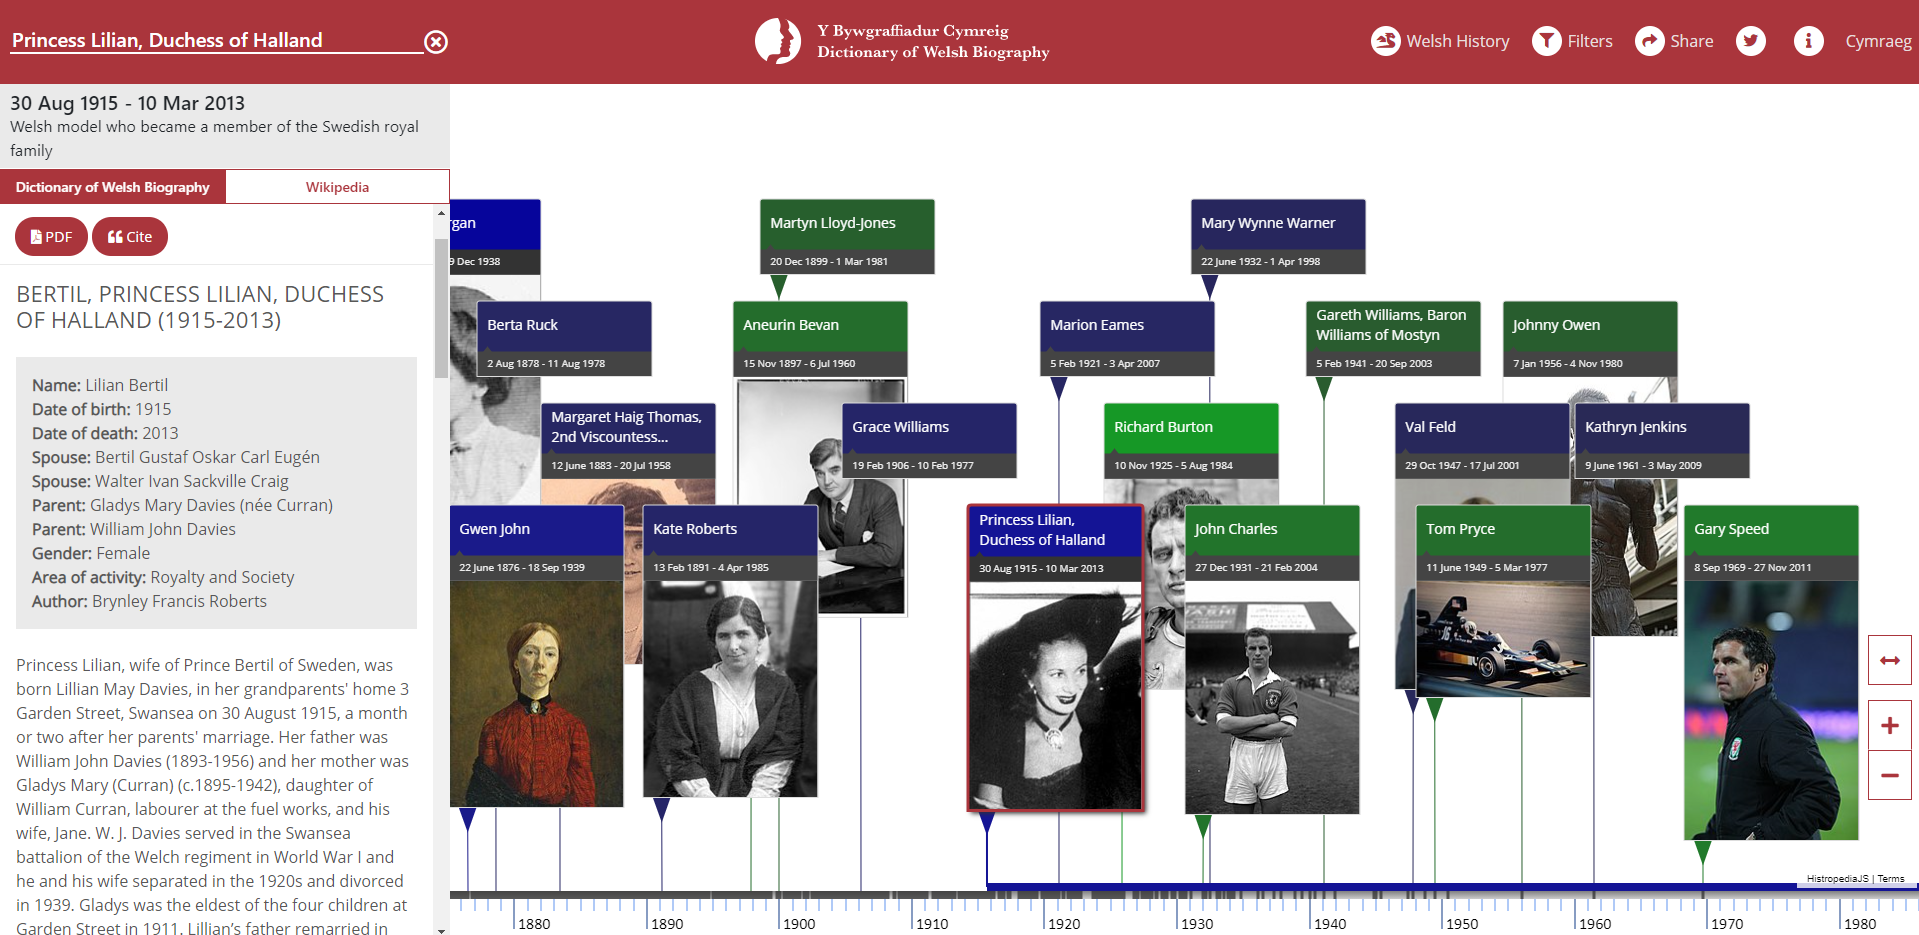 Princess Lilian, Duchess of Halland
Y Bywgraffiadur Cymreig
Dictionary of Welsh Biography
Welsh History
Filters
Share
Cymraeg
30 Aug 1915 - 10 Mar 2013
Welsh model who became a member of the Swedish royal
family
Dictionary of Welsh Biography
Wikipedia
PDF
Cite
BERTIL, PRINCESS LILIAN, DUCHESS
OF HALLAND (1915-2013)
Name: Lilian Bertil
Date of birth: 1915
Date of death: 2013
Spouse: Bertil Gustaf Oskar Carl Eugén
Spouse: Walter Ivan Sackville Craig
Parent: Gladys Mary Davies (née Curran)
Parent: William John Davies
Gender: Female
Area of activity: Royalty and Society
Author: Brynley Francis Roberts
Princess Lilian, wife of Prince Bertil of Sweden, was
born Lillian May Davies, in her grandparents' home 3
Garden Street, Swansea on 30 August 1915, a month
or two after her parents' marriage. Her father was
William John Davies (1893-1956) and her mother was
Gladys Mary (Curran) (c.1895-1942), daughter of
William Curran, labourer at the fuel works, and his
wife, Jane. W. J. Davies served in the Swansea
battalion of the Welch regiment in World War I and
he and his wife separated in the 1920s and divorced
in 1939. Gladys was the eldest of the four children at
Garden Street in 1911. Lillian's father remarried in
rgan
9 Dec 1938
Martyn Lloyd-Jones
20 Dec 1899 - 1 Mar 1981
Mary Wynne Warner
22 June 1932 - 1 Apr 1998
Berta Ruck
2 Aug 1878 - 11 Aug 1978
Aneurin Bevan
15 Nov 1897 - 6 Jul 1960
Marion Eames
5 Feb 1921 - 3 Apr 2007
Gareth Williams, Baron
Williams of Mostyn
5 Feb 1941 - 20 Sep 2003
Johnny Owen
7 Jan 1956 - 4 Nov 1980
Margaret Haig Thomas,
2nd Viscountess...
12 June 1883 - 20 Jul 1958
Grace Williams
19 Feb 1906 - 10 Feb 1977
Richard Burton
10 Nov 1925 - 5 Aug 1984
Val Feld
29 Oct 1947 - 17 Jul 2001
Kathryn Jenkins
9 June 1961 - 3 May 2009
Gwen John
22 June 1876 - 18 Sep 1939
Kate Roberts
13 Feb 1891 - 4 Apr 1985
Princess Lilian,
Duchess of Halland
30 Aug 1915 - 10 Mar 2013
John Charles
27 Dec 1931 - 21 Feb 2004
Tom Pryce
11 June 1949 - 5 Mar 1977
Gary Speed
8 Sep 1969 - 27 Nov 2011
HistropediaJS | Terms
1880 1890 1900 1910 1920 1930 1940 1950 1960 1970 1980